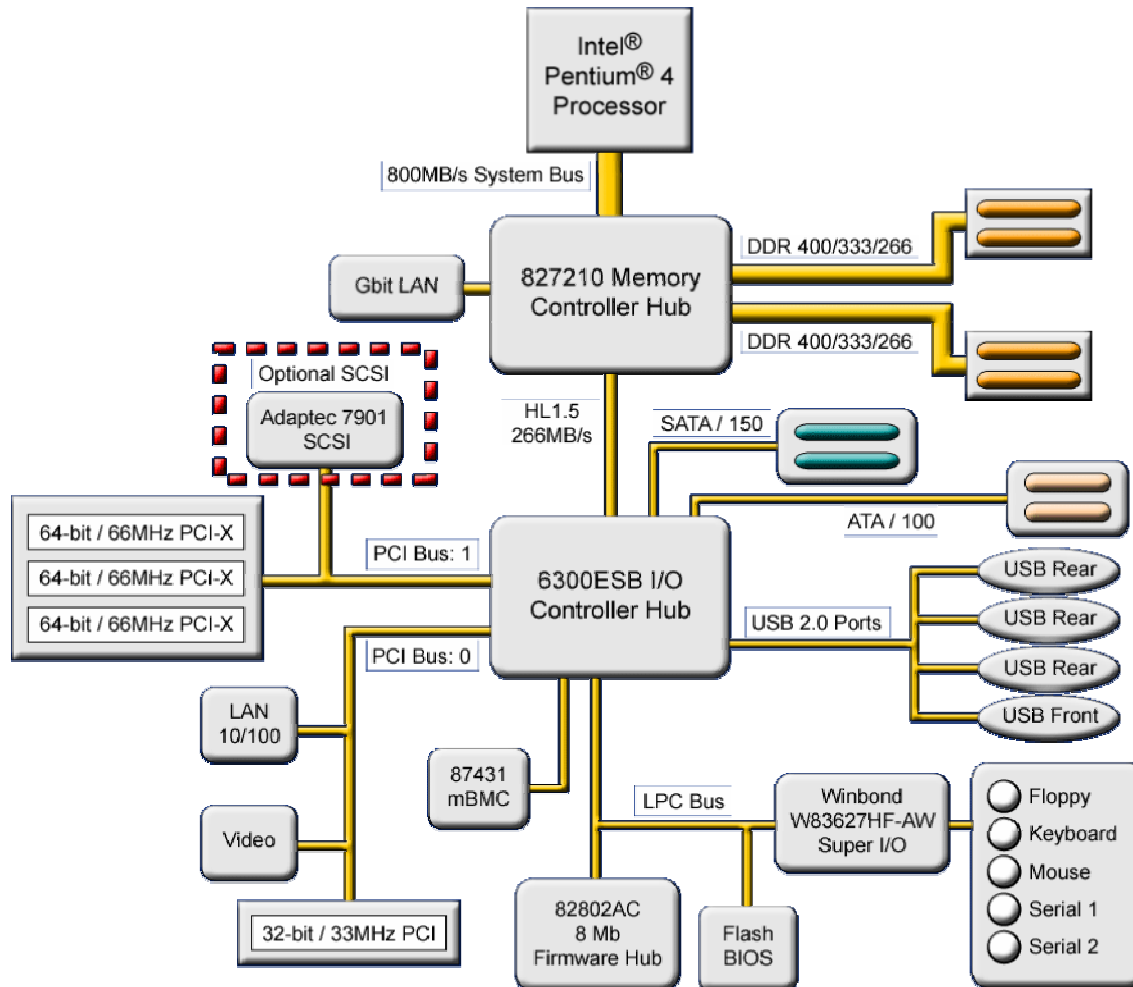 Intel®
Pentium® 4
Processor
800MB/s System Bus
827210 Memory
Controller Hub
Gbit LAN
DDR 400/333/266
DDR 400/333/266
Optional SCSI
Adaptec 7901
SCSI
HL1.5
266MB/s
SATA / 150
ATA / 100
64-bit / 66MHz PCI-X
64-bit / 66MHz PCI-X
64-bit / 66MHz PCI-X
PCI Bus: 1
6300ESB I/O
Controller Hub
PCI Bus: 0
USB 2.0 Ports
USB Rear
USB Rear
USB Rear
USB Front
LAN
10/100
Video
32-bit / 33MHz PCI
87431
mBMC
LPC Bus
82802AC
8 Mb
Firmware Hub
Flash
BIOS
Winbond
W83627HF-AW
Super I/O
Floppy
Keyboard
Mouse
Serial 1
Serial 2